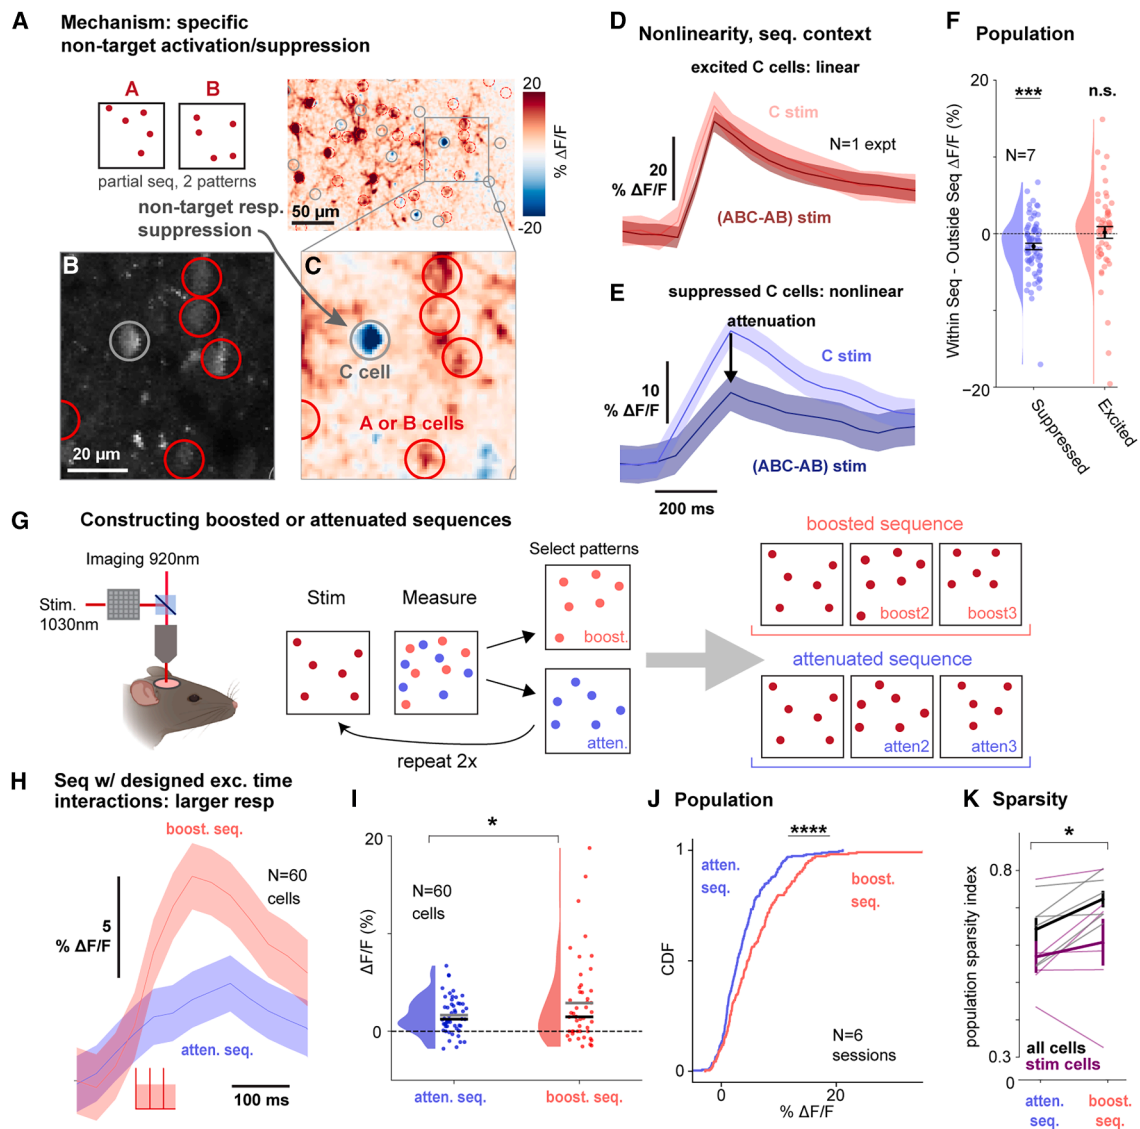 A
Mechanism: specific
non-target activation/suppression
A
B
partial seq, 2 patterns
non-target resp.
suppression
50 µm
20
% ΔF/F
-20
B
20 µm
C
C cell
A or B cells
D
Nonlinearity, seq. context
excited C cells: linear
C stim
N=1 expt
20
% ΔF/F
(ABC-AB) stim
E
suppressed C cells: nonlinear
attenuation
C stim
10
% ΔF/F
(ABC-AB) stim
200 ms
F
Population
Within Seq - Outside Seq ΔF/F (%)
20
0
−20
***
n.s.
N=7
Suppressed
Excited
G
Constructing boosted or attenuated sequences
Imaging 920nm
Stim.
1030nm
Stim
Measure
Select patterns
boost.
atten.
repeat 2x
boosted sequence
boost2
boost3
attenuated sequence
atten2
atten3
H
Seq w/ designed exc. time
interactions: larger resp
boost. seq.
N=60
cells
5
% ΔF/F
atten. seq.
100 ms
I
ΔF/F (%)
20
0
*
N=60
cells
atten. seq.
boost. seq.
J
Population
CDF
1
0
****
atten.
seq.
boost.
seq.
N=6
sessions
0
20
% ΔF/F
K
Sparsity
population sparsity index
*
0.8
0.3
0
all cells
stim cells
atten.
seq.
boost.
seq.